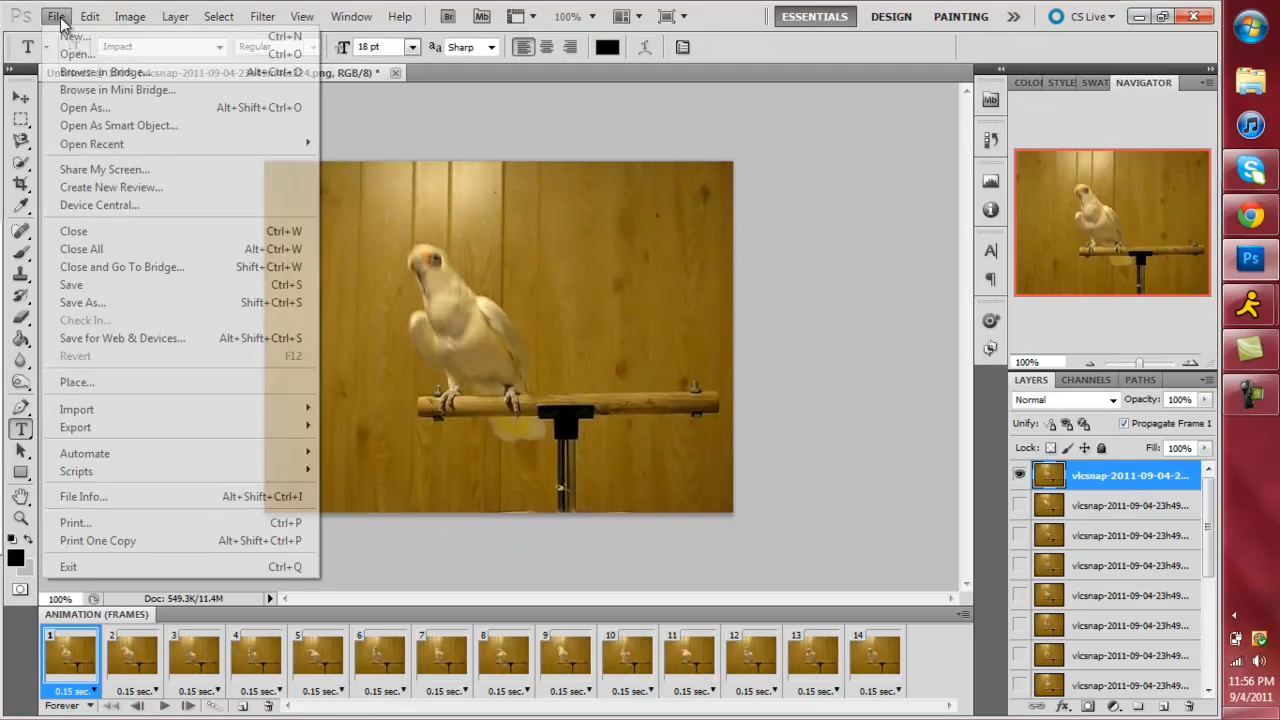 Ps File Edit Image Layer Select Filter View Window Help Br Mb 100% ESSENTIALS DESIGN PAINTING CS Live
T Impact Regular 18 pt Sharp
.png, RGB/8) *
New... Ctrl+N
Open... Ctrl+O
Browse in Bridge... Alt+Ctrl+O
Browse in Mini Bridge...
Open As... Alt+Shift+Ctrl+O
Open As Smart Object...
Open Recent
Share My Screen...
Create New Review...
Device Central...
Close Ctrl+W
Close All Alt+Ctrl+W
Close and Go To Bridge... Shift+Ctrl+W
Save Ctrl+S
Save As... Shift+Ctrl+S
Check In...
Save for Web & Devices... Alt+Shift+Ctrl+S
Revert F12
Place...
Import
Export
Automate
Scripts
File Info... Alt+Shift+Ctrl+I
Print... Ctrl+P
Print One Copy Alt+Shift+Ctrl+P
Exit Ctrl+Q
COLO STYLE SWAT NAVIGATOR
Mb
100%
LAYERS CHANNELS PATHS
Normal Opacity: 100%
Unify: Propagate Frame 1
Lock: Fill: 100%
vlcsnap-2011-09-04-2...
vlcsnap-2011-09-04-23h49...
vlcsnap-2011-09-04-23h49...
vlcsnap-2011-09-04-23h49...
vlcsnap-2011-09-04-23h49...
vlcsnap-2011-09-04-23h49...
vlcsnap-2011-09-04-23h49...
vlcsnap-2011-09-04-23h49...
100% Doc: 549.3K/11.4M
ANIMATION (FRAMES)
1 2 3 4 5 6 7 8 9 10 11 12 13 14
0.15 sec. 0.15 sec. 0.15 sec. 0.15 sec. 0.15 sec. 0.15 sec. 0.15 sec. 0.15 sec. 0.15 sec. 0.15 sec. 0.15 sec. 0.15 sec. 0.15 sec. 0.15 sec.
Forever
Ps
11:56 PM
9/4/2011